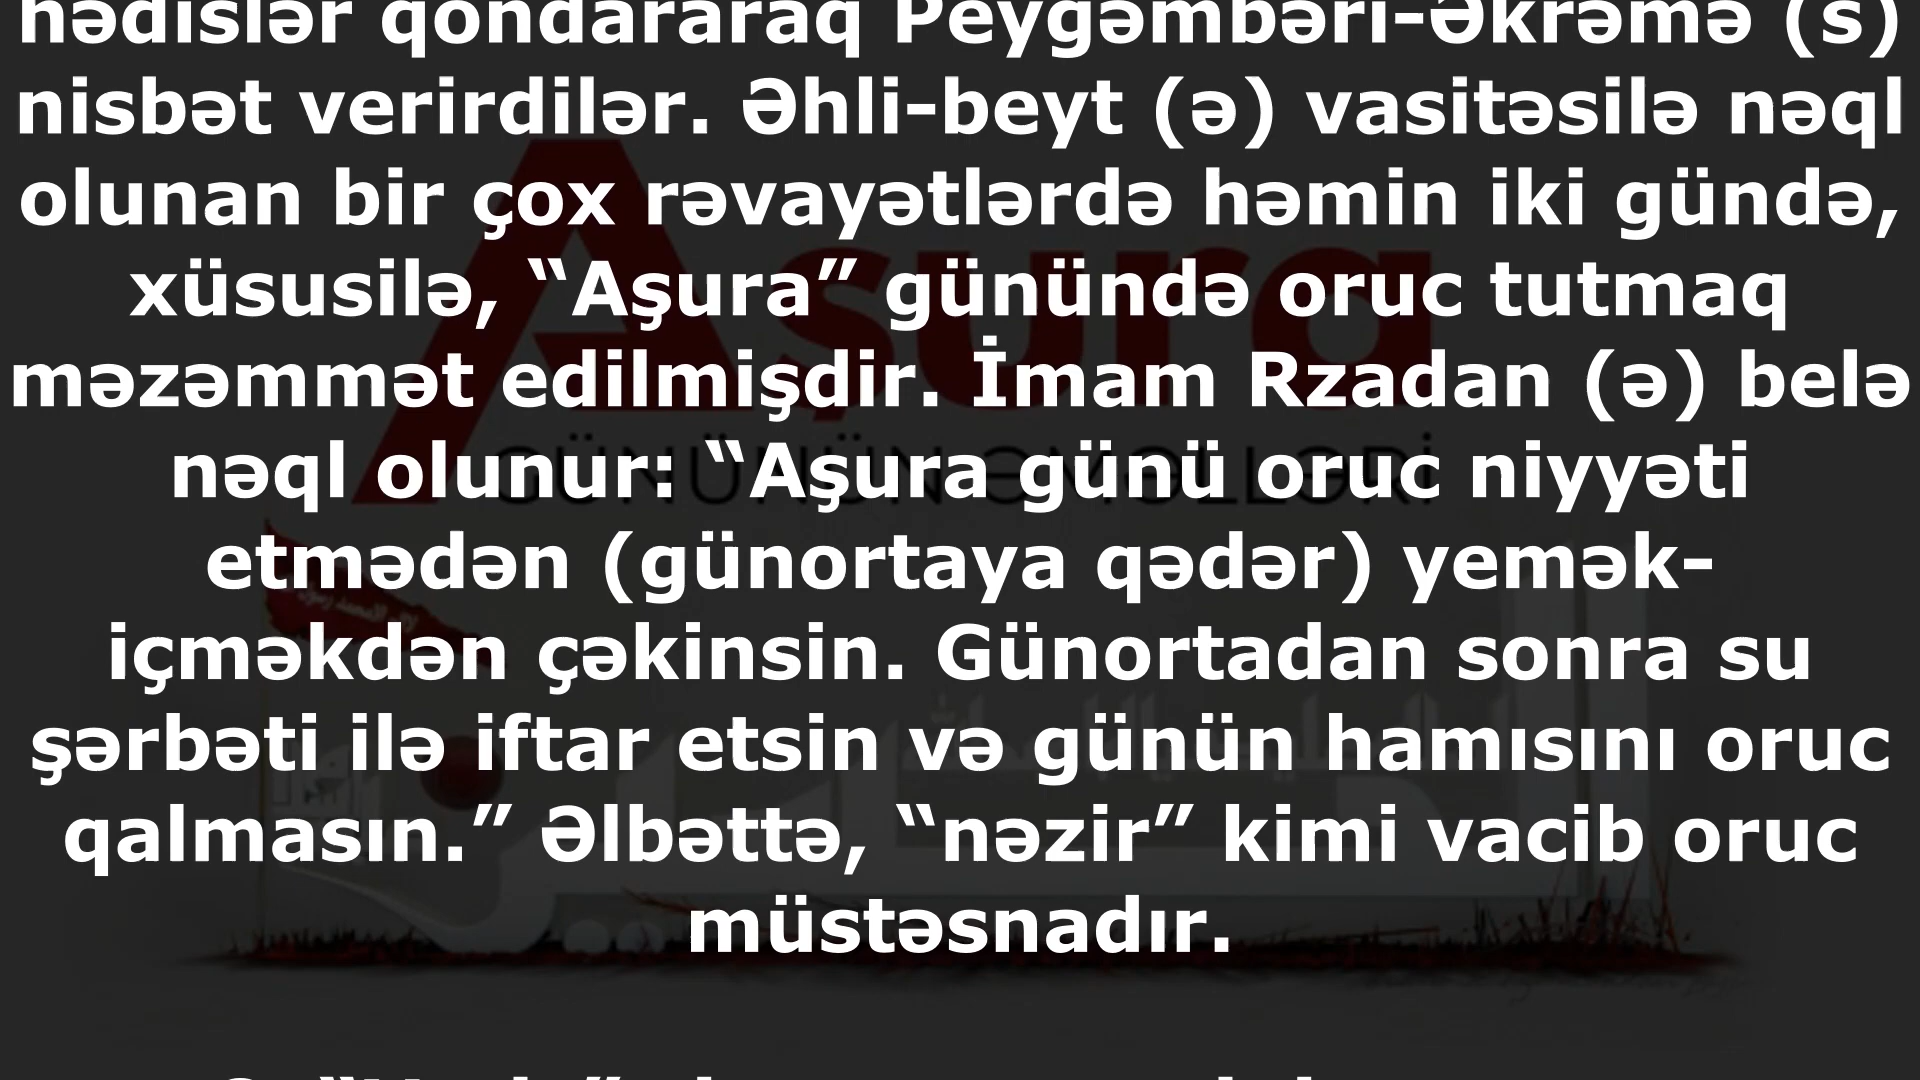 hədislər qondararaq Peyğəmbəri-Əkrəmə (s)
nisbət verirdilər. Əhli-beyt (ə) vasitəsilə nəql
olunan bir çox rəvayətlərdə həmin iki gündə,
xüsusilə, “Aşura” günündə oruc tutmaq
məzəmmət edilmişdir. İmam Rzadan (ə) belə
nəql olunur: “Aşura günü oruc niyyəti
etmədən (günortaya qədər) yemək-
içməkdən çəkinsin. Günortadan sonra su
şərbəti ilə iftar etsin və günün hamısını oruc
qalmasın.” Əlbəttə, “nəzir” kimi vacib oruc
müstəsnadır.
Aşura
GÜNÜNÜN ƏMƏLLƏRİ